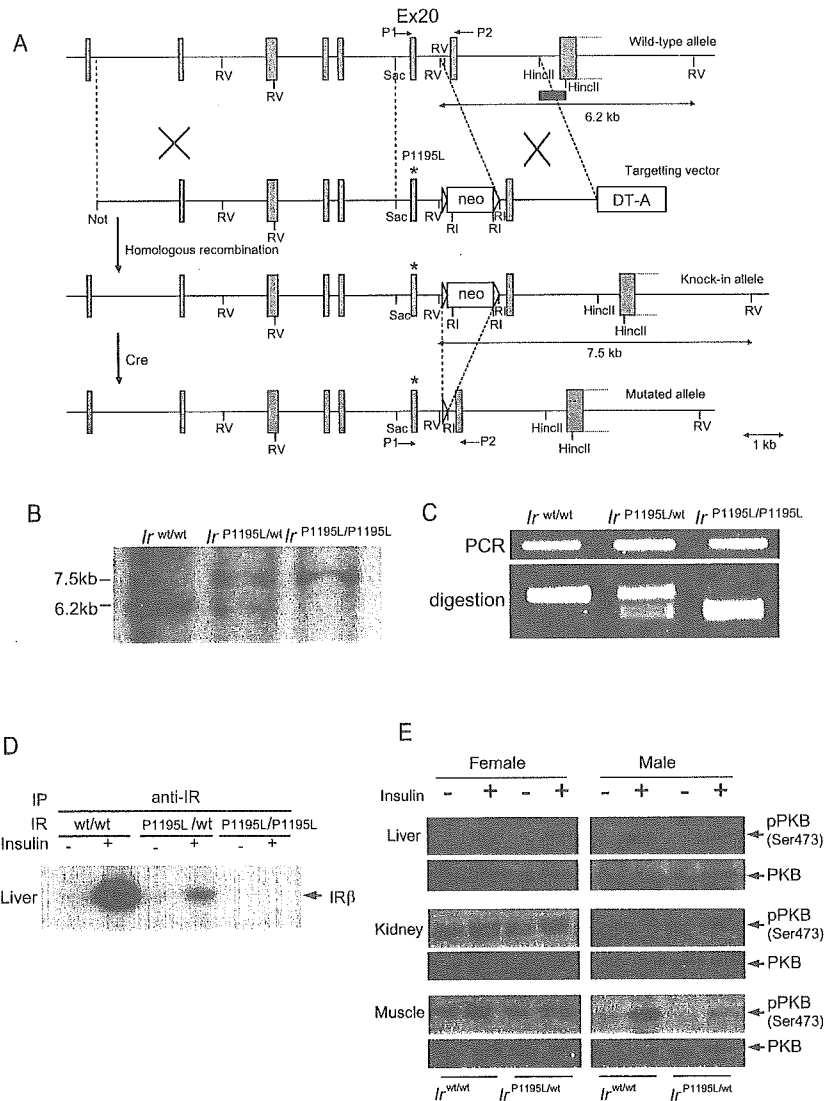 A
Ex20
P1 P2
RV
Wild-type allele
RV RV Sac RV HincII HincII RV
6.2 kb
P1195L
*
Targetting vector
neo
DT-A
Not RV RV Sac RV RI RI
Homologous recombination
*
Knock-in allele
neo
RV RV Sac RV RI RI HincII HincII RV
7.5 kb
Cre
*
Mutated allele
RV RV Sac RV RI HincII HincII RV
P1 P2
1 kb
B
Ir wt/wt Ir P1195L/wt Ir P1195L/P1195L
7.5kb
6.2kb
C
Ir wt/wt Ir P1195L/wt Ir P1195L/P1195L
PCR
digestion
D
IP anti-IR
IR wt/wt P1195L/wt P1195L/P1195L
Insulin - + - + - +
Liver IRβ
E
Female Male
Insulin - + - + - + - +
Liver pPKB
(Ser473)
PKB
Kidney pPKB
(Ser473)
PKB
Muscle pPKB
(Ser473)
PKB
Ir wt/wt Ir P1195L/wt Ir wt/wt Ir P1195L/wt